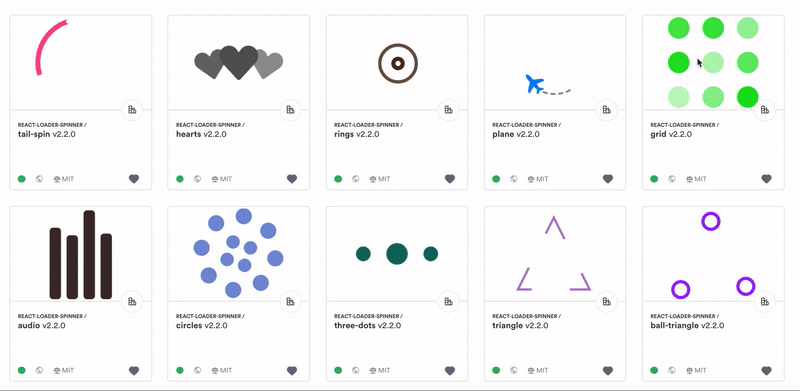 REACT-LOADER-SPINNER /
tail-spin v2.2.0
MIT
REACT-LOADER-SPINNER /
hearts v2.2.0
MIT
REACT-LOADER-SPINNER /
rings v2.2.0
MIT
REACT-LOADER-SPINNER /
plane v2.2.0
MIT
REACT-LOADER-SPINNER /
grid v2.2.0
MIT
REACT-LOADER-SPINNER /
audio v2.2.0
MIT
REACT-LOADER-SPINNER /
circles v2.2.0
MIT
REACT-LOADER-SPINNER /
three-dots v2.2.0
MIT
REACT-LOADER-SPINNER /
triangle v2.2.0
MIT
REACT-LOADER-SPINNER /
ball-triangle v2.2.0
MIT